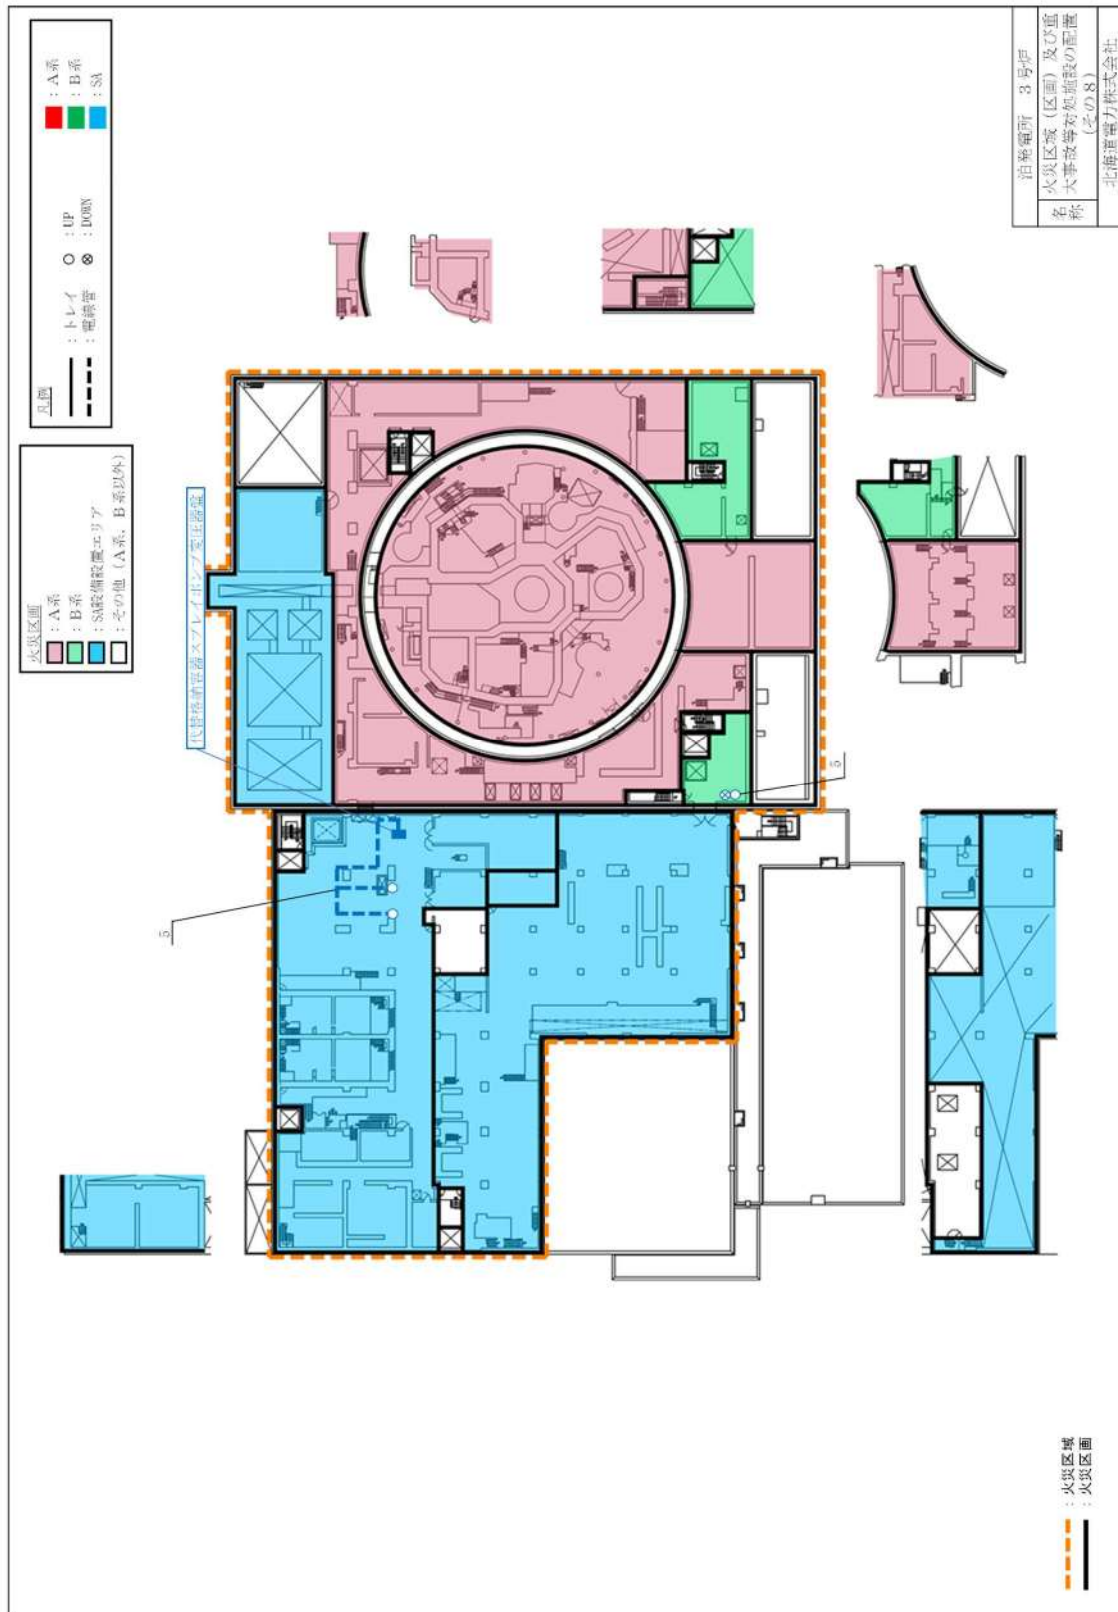 凡例
: トレイ
: 電線管
○ : UP
⊗ : DOWN
: A系
: B系
: SA
火災区画
: A系
: B系
: SA設備設置エリア
: その他（A系、B系以外）
代替格納容器スプレイポンプ変圧器盤
5
5
泊発電所 3号炉
名称
火災区域（区画）及び重
大事故等対処施設の配置
（その8）
北海道電力株式会社
: 火災区域
: 火災区画